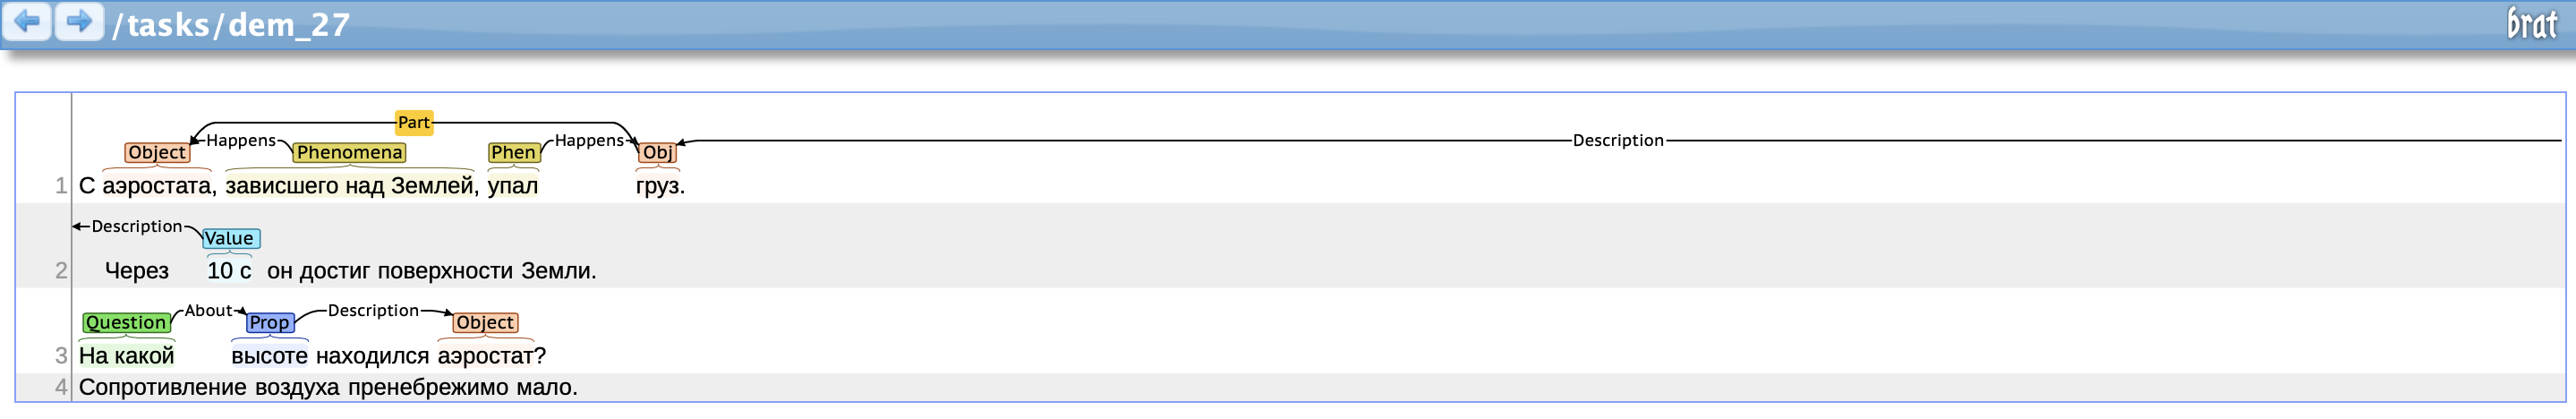 /tasks/dem_27 brat
Part
Happens Happens Description
Object Phenomena Phen Obj
1 С аэростата, зависшего над Землей, упал груз.
Description
Value
2 Через 10 с он достиг поверхности Земли.
About Description
Question Prop Object
3 На какой высоте находился аэростат?
4 Сопротивление воздуха пренебрежимо мало.